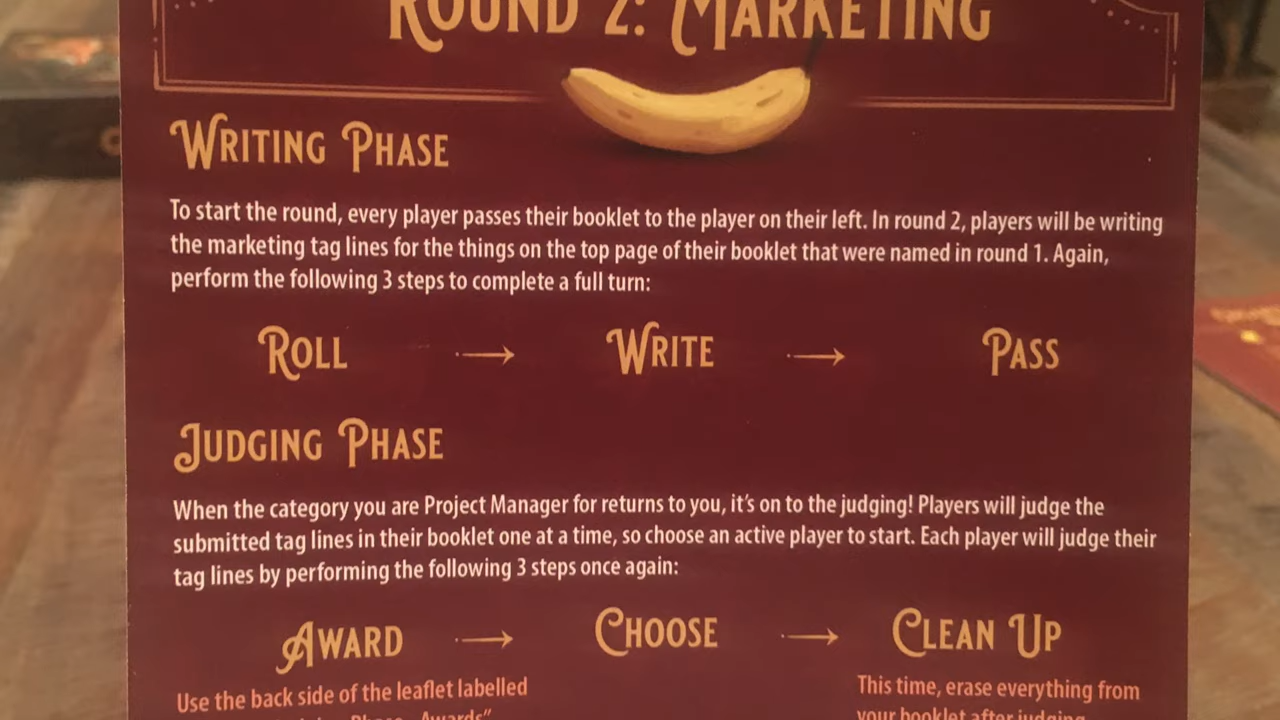 ROUND 2: MARKETING
WRITING PHASE
To start the round, every player passes their booklet to the player on their left. In round 2, players will be writing
the marketing tag lines for the things on the top page of their booklet that were named in round 1. Again,
perform the following 3 steps to complete a full turn:
ROLL → WRITE → PASS
JUDGING PHASE
When the category you are Project Manager for returns to you, it's on to the judging! Players will judge the
submitted tag lines in their booklet one at a time, so choose an active player to start. Each player will judge their
tag lines by performing the following 3 steps once again:
AWARD → CHOOSE → CLEAN UP
Use the back side of the leaflet labelled
Phase - Awards"
This time, erase everything from
your booklet after judging